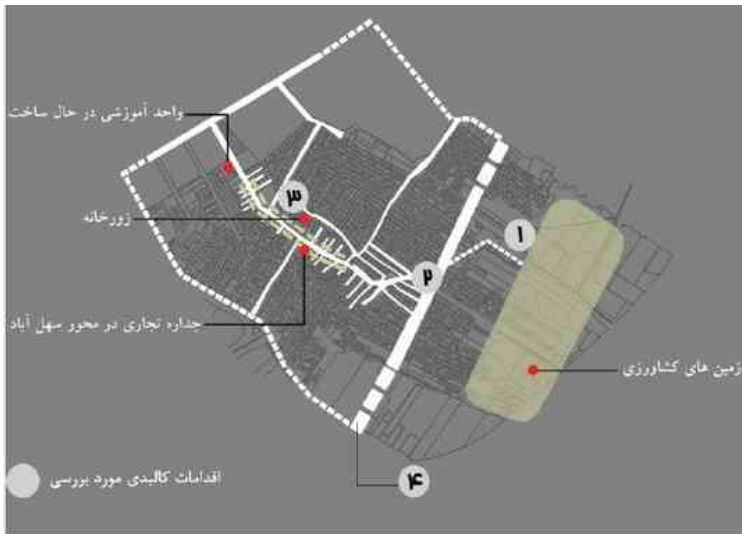 واحد آموزشی در حال ساخت
۳
زورخانه
۱
۲
جداره تجاری در محور سهل آباد
زمین های کشاورزی
اقدامات کالبدی مورد بررسی
۴